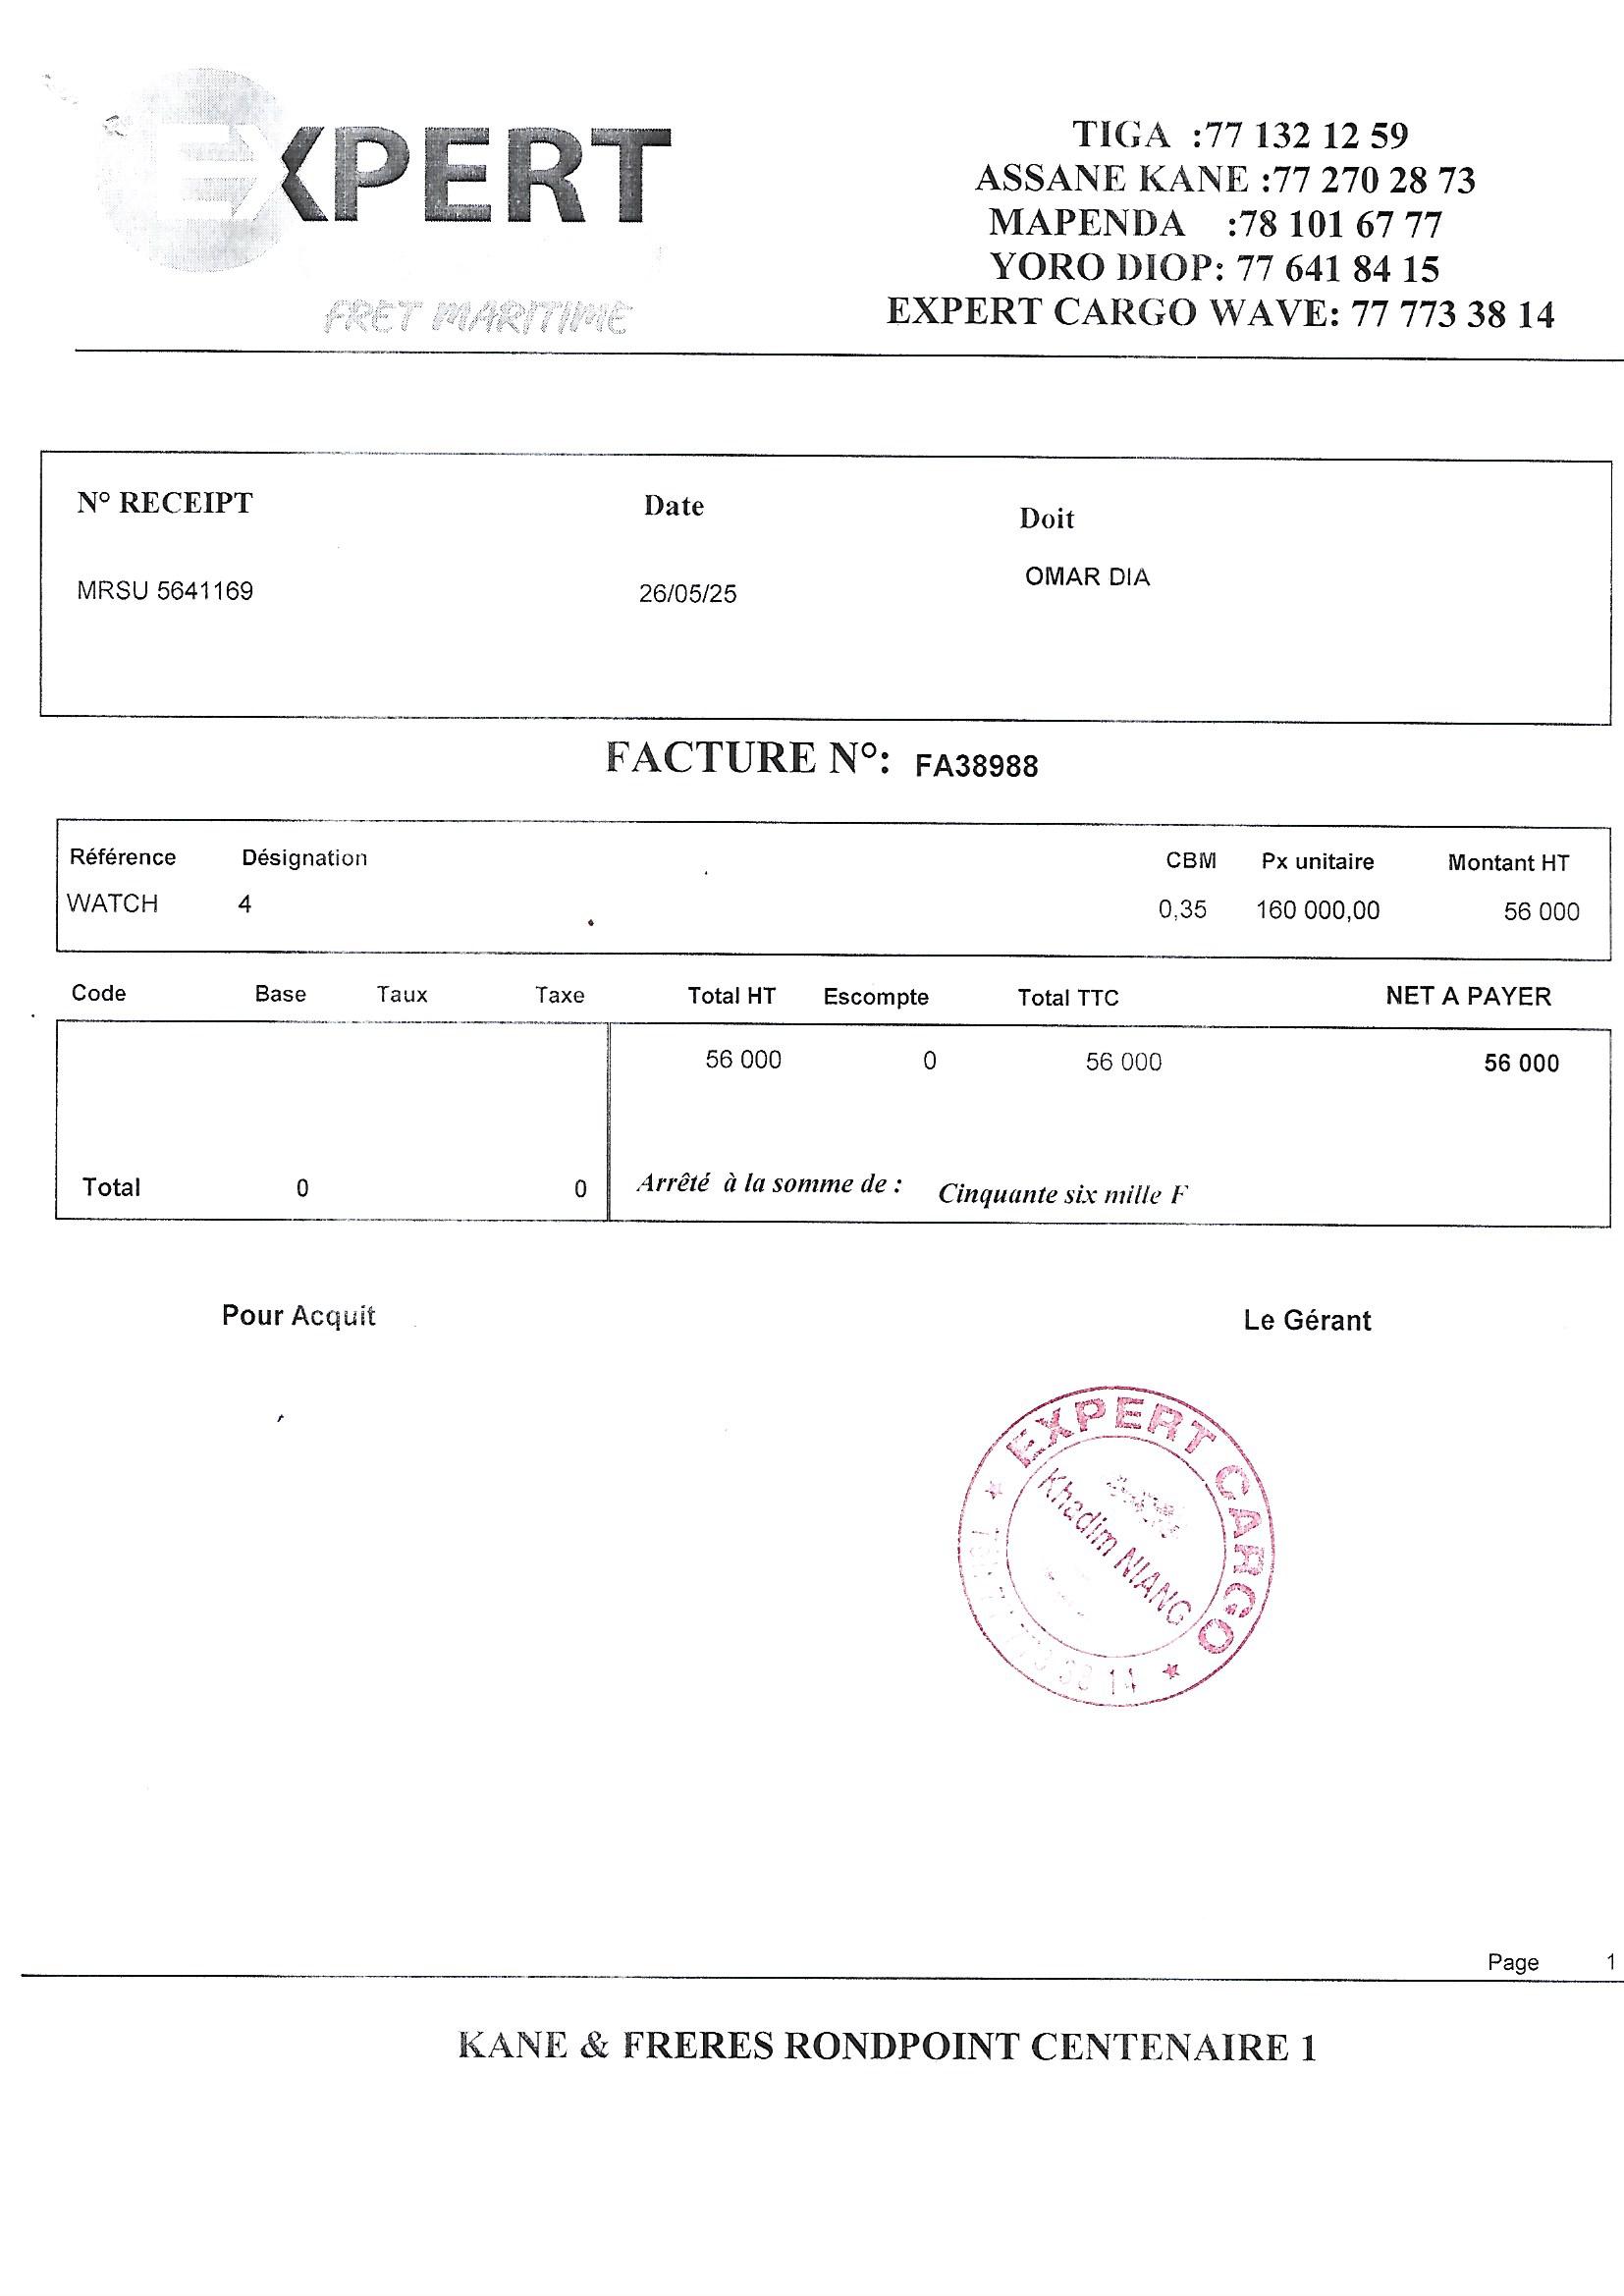 EXPERT
FRET MARITIME
TIGA :77 132 12 59
ASSANE KANE :77 270 28 73
MAPENDA :78 101 67 77
YORO DIOP: 77 641 84 15
EXPERT CARGO WAVE: 77 773 38 14
N° RECEIPT Date Doit
MRSU 5641169 26/05/25 OMAR DIA
FACTURE N°: FA38988
Référence Désignation CBM Px unitaire Montant HT
WATCH 4 0,35 160 000,00 56 000
Code Base Taux Taxe Total HT Escompte Total TTC NET A PAYER
56 000 0 56 000 56 000
Total 0 0 Arrêté à la somme de : Cinquante six mille F
Pour Acquit Le Gérant
EXPERT CARGO
Khadim NIANG
38 14
Page 1
KANE & FRERES RONDPOINT CENTENAIRE 1